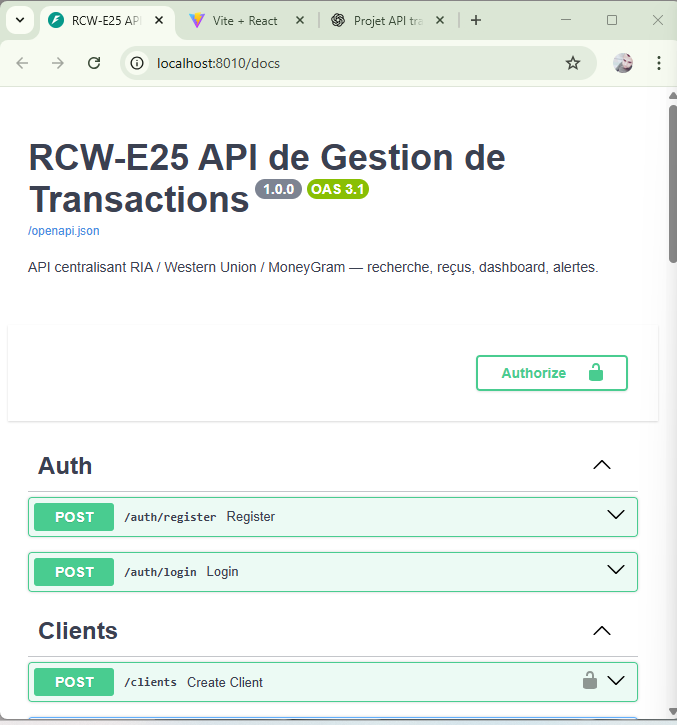 RCW-E25 API
Vite + React
Projet API tra
localhost:8010/docs
RCW-E25 API de Gestion de
Transactions 1.0.0 OAS 3.1
/openapi.json
API centralisant RIA / Western Union / MoneyGram — recherche, reçus, dashboard, alertes.
Authorize
Auth
POST /auth/register Register
POST /auth/login Login
Clients
POST /clients Create Client